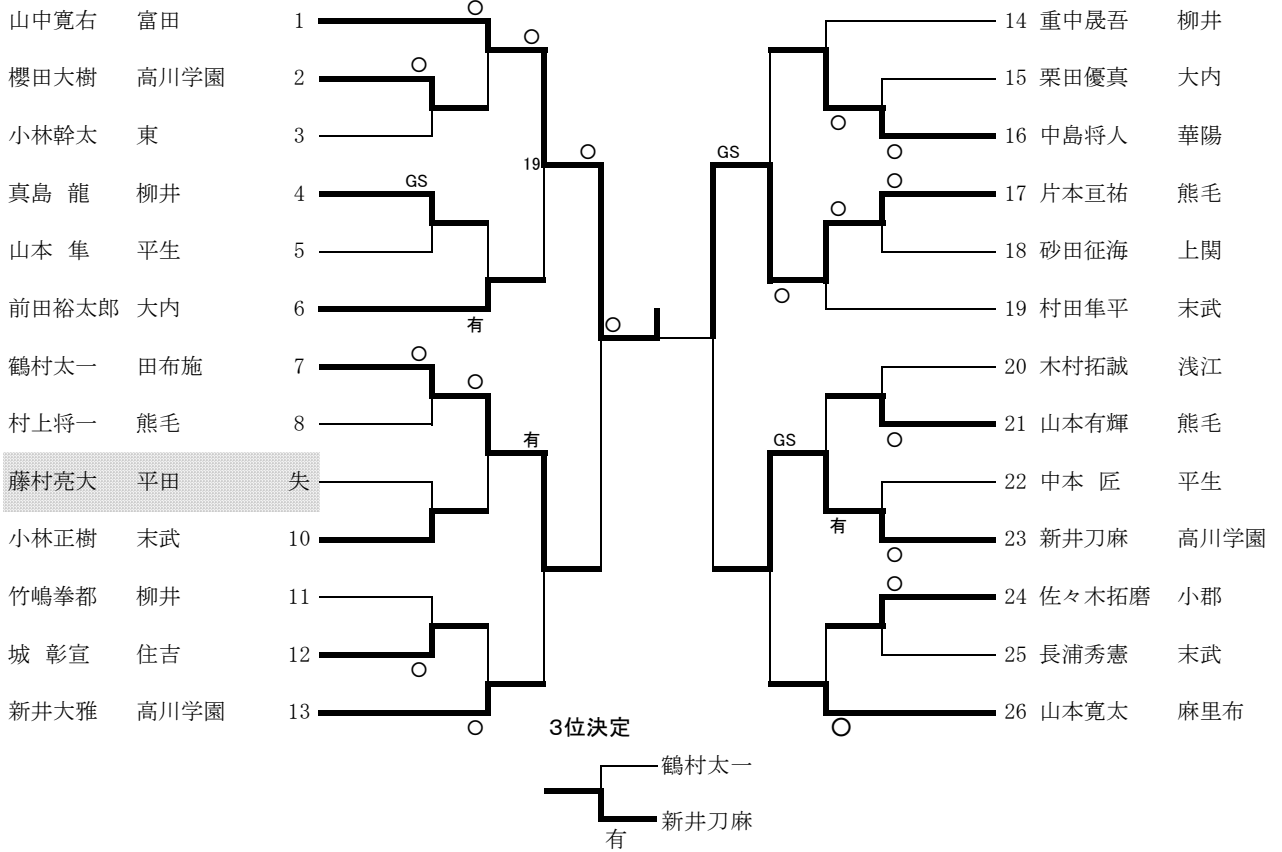 山中寛右 富田 1
櫻田大樹 高川学園 2
小林幹太 東 3
真島 龍 柳井 4
山本 隼 平生 5
前田裕太郎 大内 6
鶴村太一 田布施 7
村上将一 熊毛 8
藤村亮大 平田 失
小林正樹 末武 10
竹嶋拳都 柳井 11
城 彰宣 住吉 12
新井大雅 高川学園 13
○
○
○
GS
19
○
有
○
○
有
○
○
○
14 重中晟吾 柳井
15 栗田優真 大内
16 中島将人 華陽
17 片本亘祐 熊毛
18 砂田征海 上関
19 村田隼平 末武
20 木村拓誠 浅江
21 山本有輝 熊毛
22 中本 匠 平生
23 新井刀麻 高川学園
24 佐々木拓磨 小郡
25 長浦秀憲 末武
26 山本寛太 麻里布
○
○
GS
○
○
○
○
GS
有
○
○
○
3位決定
鶴村太一
新井刀麻
有